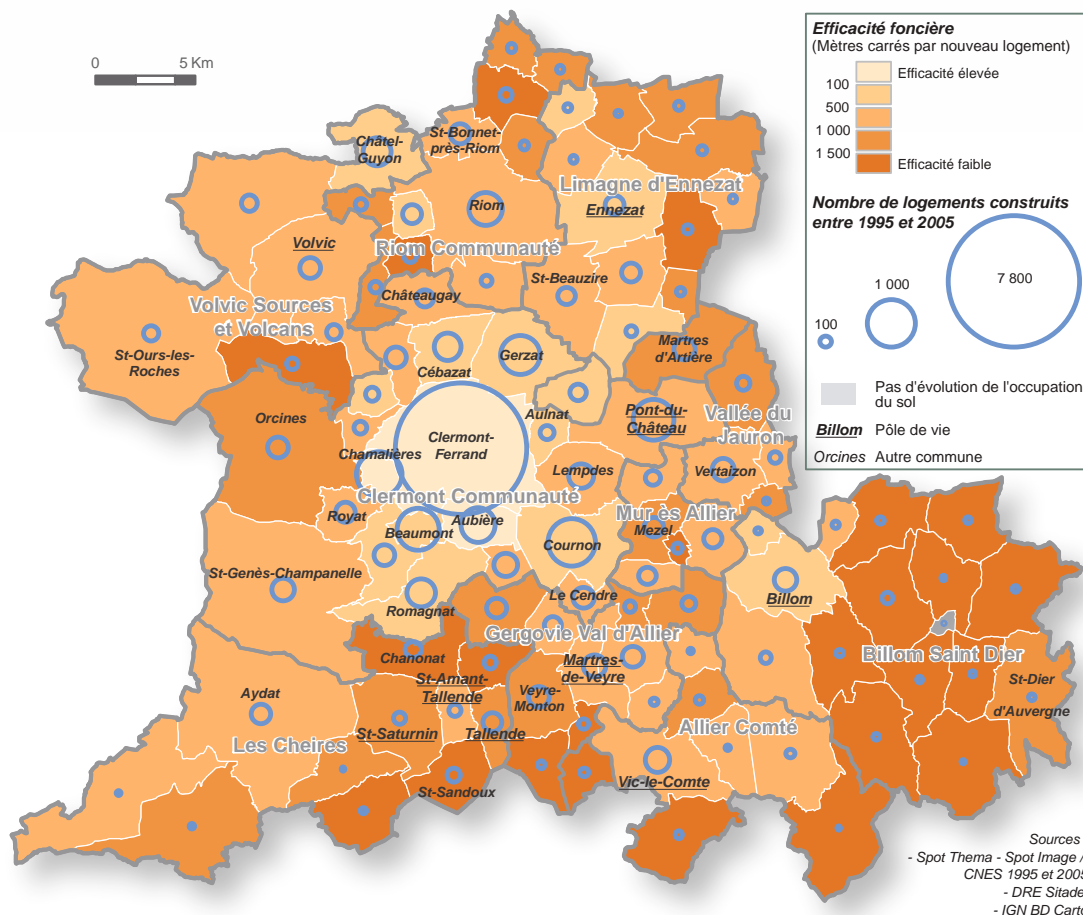 0 5 Km
Efficacité foncière
(Mètres carrés par nouveau logement)
Efficacité élevée
100
500
1 000
1 500
Efficacité faible
Nombre de logements construits
entre 1995 et 2005
7 800
1 000
100
Pas d'évolution de l'occupation
du sol
Billom Pôle de vie
Orcines Autre commune
Châtel-
Guyon
St-Bonnet-
près-Riom
Limagne d'Ennezat
Ennezat
Riom
Volvic
Riom Communauté
St-Beauzire
Châteaugay
Volvic Sources
et Volcans
St-Ours-les-
Roches
Martres
d'Artière
Gerzat
Cébazat
Orcines
Aulnat
Pont-du-
Château
Vallée du
Jauron
Clermont-
Ferrand
Chamalières
Lempdes
Vertaizon
Clermont Communauté
Royat
Aubière
Beaumont
Mur ès Allier
Mezel
Cournon
St-Genès-Champanelle
Le Cendre
Billom
Romagnat
Gergovie Val d'Allier
Chanonat
Billom Saint Dier
Martres-
de-Veyre
St-Amant-
Tallende
St-Dier
d'Auvergne
Aydat
Veyre-
Monton
St-Saturnin
Tallende
Allier Comté
Les Cheires
Vic-le-Comte
St-Sandoux
Sources
- Spot Thema - Spot Image /
CNES 1995 et 2005
- DRE Sitade
- IGN BD Carto